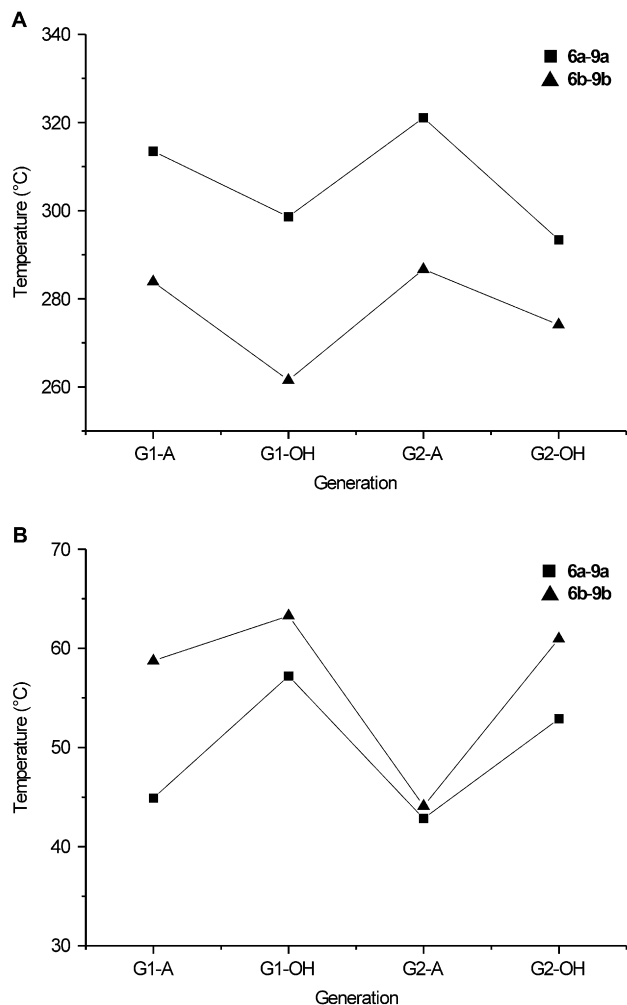 A
340
320
300
280
260
Temperature (°C)
6a-9a
6b-9b
G1-A G1-OH G2-A G2-OH
Generation
B
70
60
50
40
30
Temperature (°C)
6a-9a
6b-9b
G1-A G1-OH G2-A G2-OH
Generation